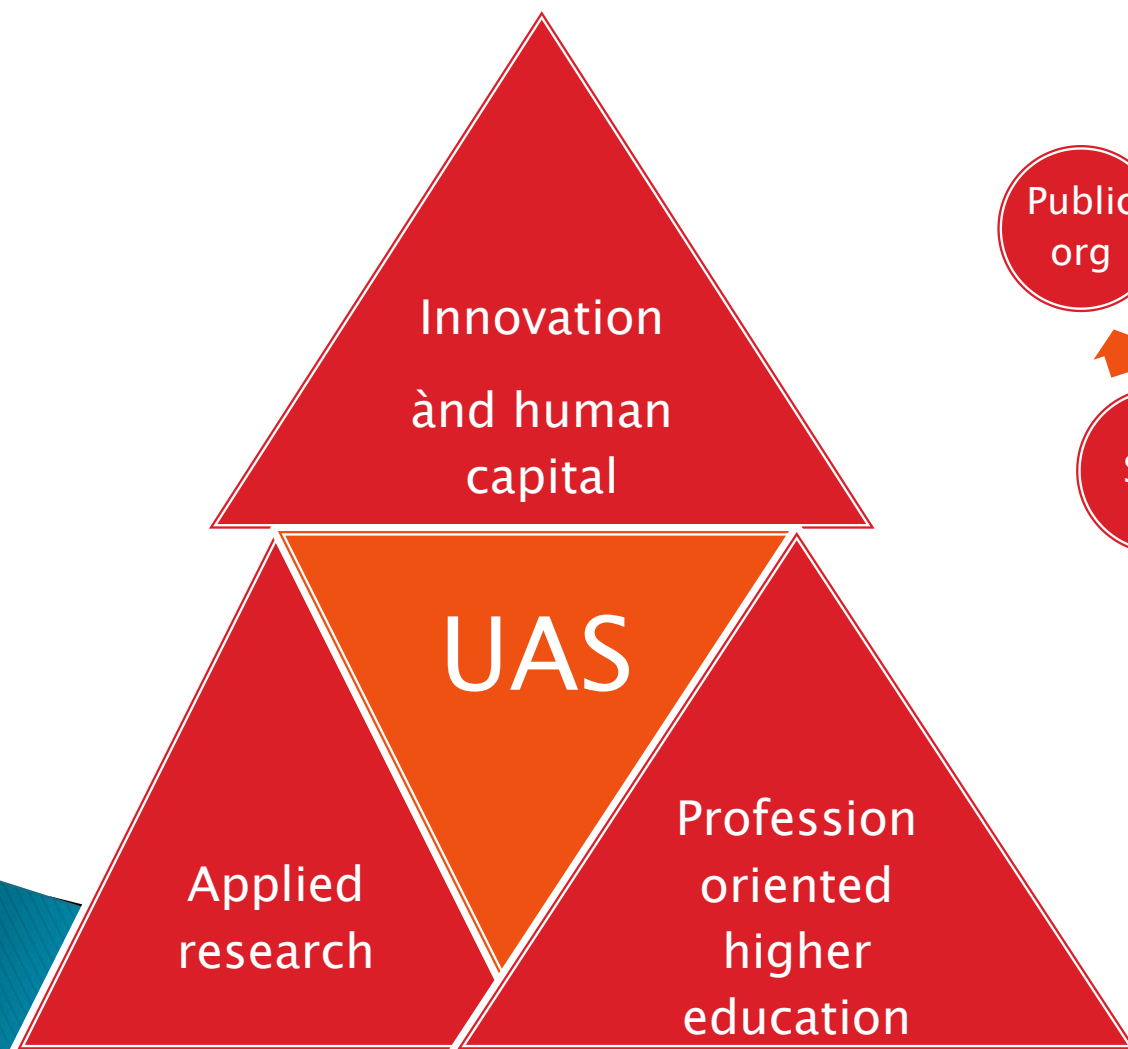 Innovation
ànd human
capital
UAS
Applied
research
Profession
oriented
higher
education
Public
org